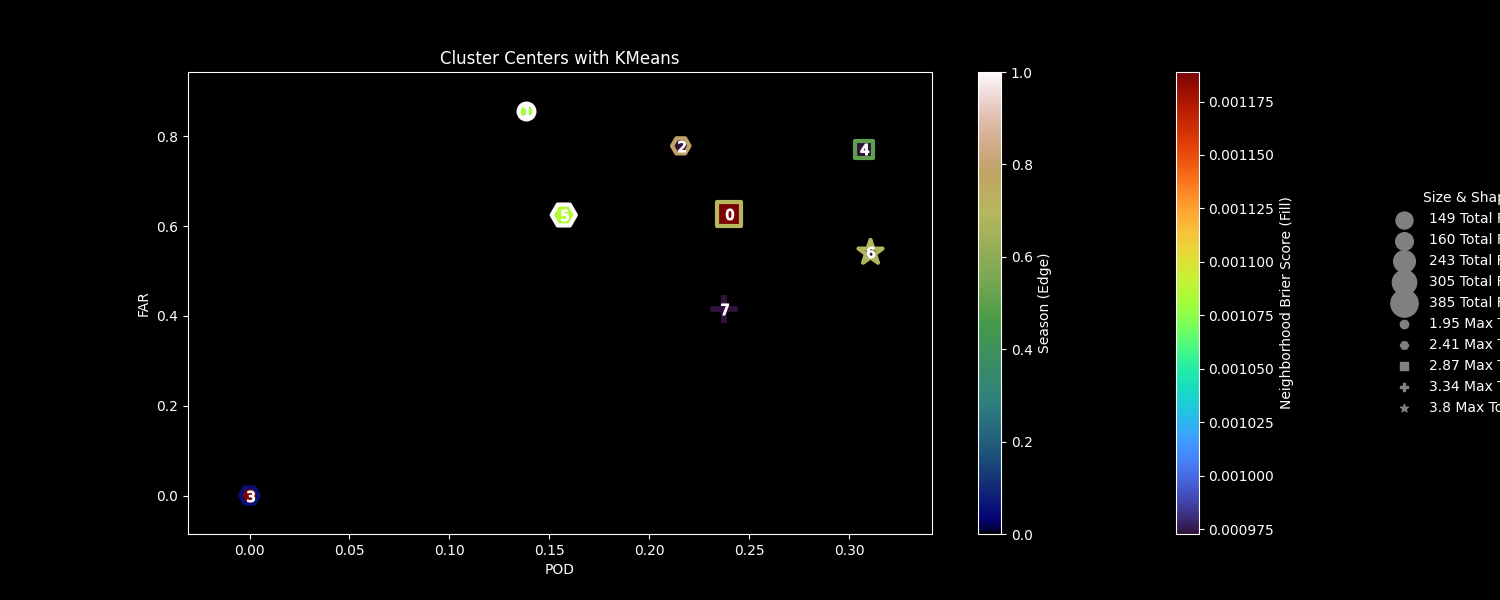 Cluster Centers with KMeans
FAR
0.8
0.6
0.4
0.2
0.0
2
4
5
0
6
7
3
0.00 0.05 0.10 0.15 0.20 0.25 0.30
POD
1.0
0.8
0.6
0.4
0.2
0.0
Season (Edge)
0.001175
0.001150
0.001125
0.001100
0.001075
0.001050
0.001025
0.001000
0.000975
Neighborhood Brier Score (Fill)
Size & Shap
149 Total F
160 Total F
243 Total F
305 Total F
385 Total F
1.95 Max T
2.41 Max T
2.87 Max T
3.34 Max T
3.8 Max To